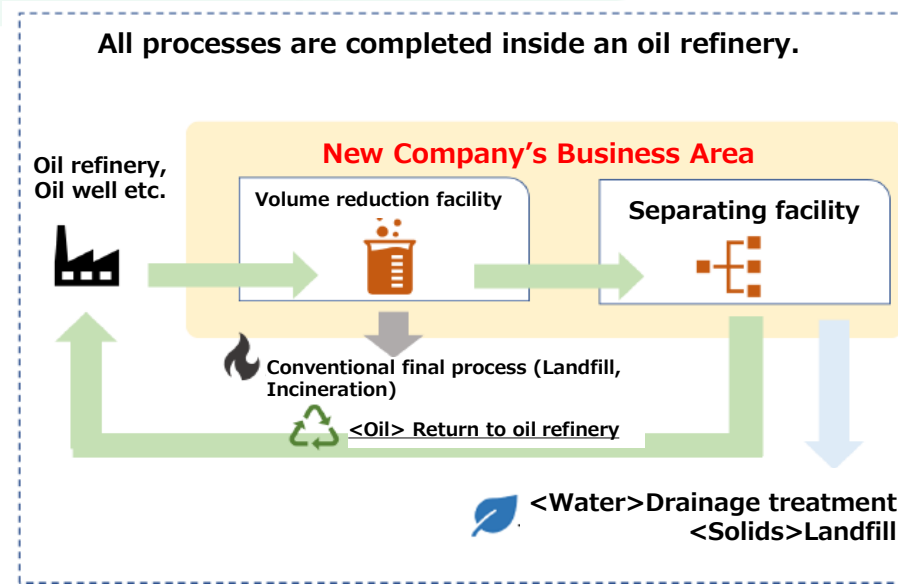 All processes are completed inside an oil refinery.
New Company’s Business Area
Oil refinery,
Oil well etc.
Volume reduction facility
Separating facility
Conventional final process (Landfill,
Incineration)
<Oil> Return to oil refinery
<Water>Drainage treatment
<Solids>Landfill